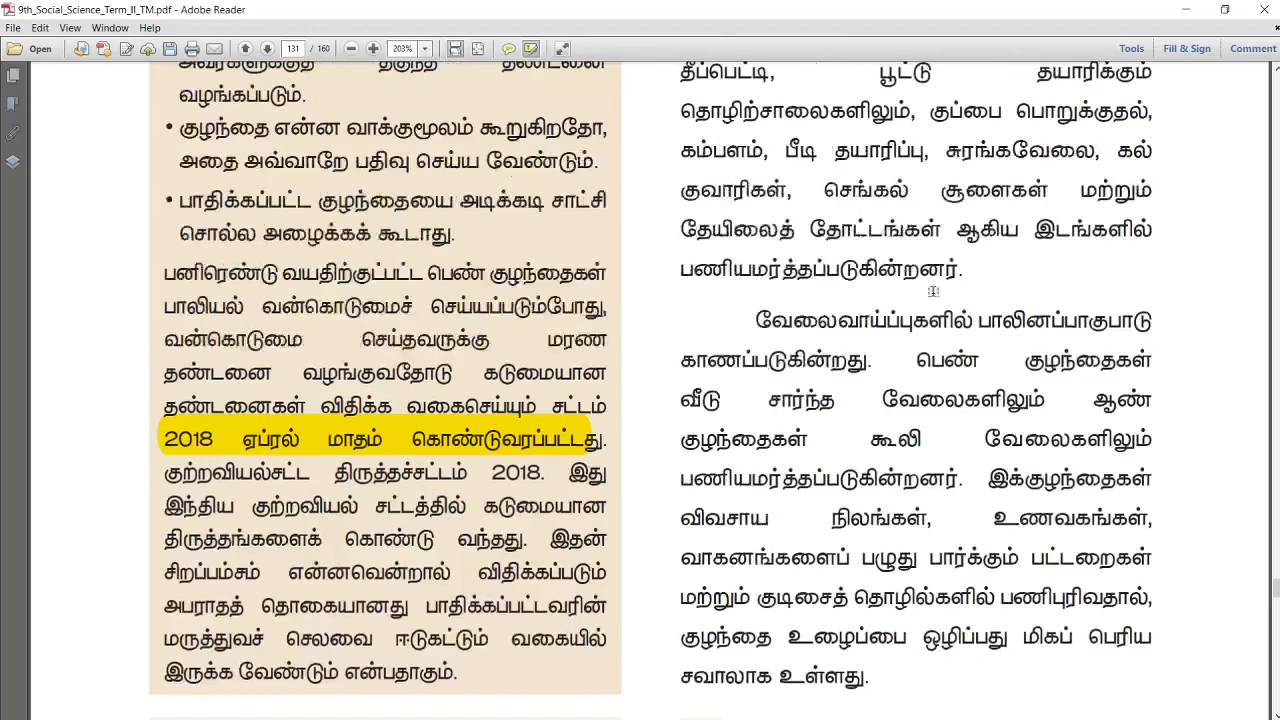 9th_Social_Science_Term_II_TM.pdf - Adobe Reader
File Edit View Window Help
Open 131 / 160 203% Tools Fill & Sign Comment
அவர்களுக்குத் தகுந்த தண்டனை
வழங்கப்படும்.
• குழந்தை என்ன வாக்குமூலம் கூறுகிறதோ,
அதை அவ்வாறே பதிவு செய்ய வேண்டும்.
• பாதிக்கப்பட்ட குழந்தையை அடிக்கடி சாட்சி
சொல்ல அழைக்கக் கூடாது.
பனிரெண்டு வயதிற்குட்பட்ட பெண் குழந்தைகள்
பாலியல் வன்கொடுமைச் செய்யப்படும்போது,
வன்கொடுமை செய்தவருக்கு மரண
தண்டனை வழங்குவதோடு கடுமையான
தண்டனைகள் விதிக்க வகைசெய்யும் சட்டம்
2018 ஏப்ரல் மாதம் கொண்டுவரப்பட்டது.
குற்றவியல்சட்ட திருத்தச்சட்டம் 2018. இது
இந்திய குற்றவியல் சட்டத்தில் கடுமையான
திருத்தங்களைக் கொண்டு வந்தது. இதன்
சிறப்பம்சம் என்னவென்றால் விதிக்கப்படும்
அபராதத் தொகையானது பாதிக்கப்பட்டவரின்
மருத்துவச் செலவை ஈடுகட்டும் வகையில்
இருக்க வேண்டும் என்பதாகும்.
தீப்பெட்டி, பூட்டு தயாரிக்கும்
தொழிற்சாலைகளிலும், குப்பை பொறுக்குதல்,
கம்பளம், பீடி தயாரிப்பு, சுரங்கவேலை, கல்
குவாரிகள், செங்கல் சூளைகள் மற்றும்
தேயிலைத் தோட்டங்கள் ஆகிய இடங்களில்
பணியமர்த்தப்படுகின்றனர்.
வேலைவாய்ப்புகளில் பாலினப்பாகுபாடு
காணப்படுகின்றது. பெண் குழந்தைகள்
வீடு சார்ந்த வேலைகளிலும் ஆண்
குழந்தைகள் கூலி வேலைகளிலும்
பணியமர்த்தப்படுகின்றனர். இக்குழந்தைகள்
விவசாய நிலங்கள், உணவகங்கள்,
வாகனங்களைப் பழுது பார்க்கும் பட்டறைகள்
மற்றும் குடிசைத் தொழில்களில் பணிபுரிவதால்,
குழந்தை உழைப்பை ஒழிப்பது மிகப் பெரிய
சவாலாக உள்ளது.